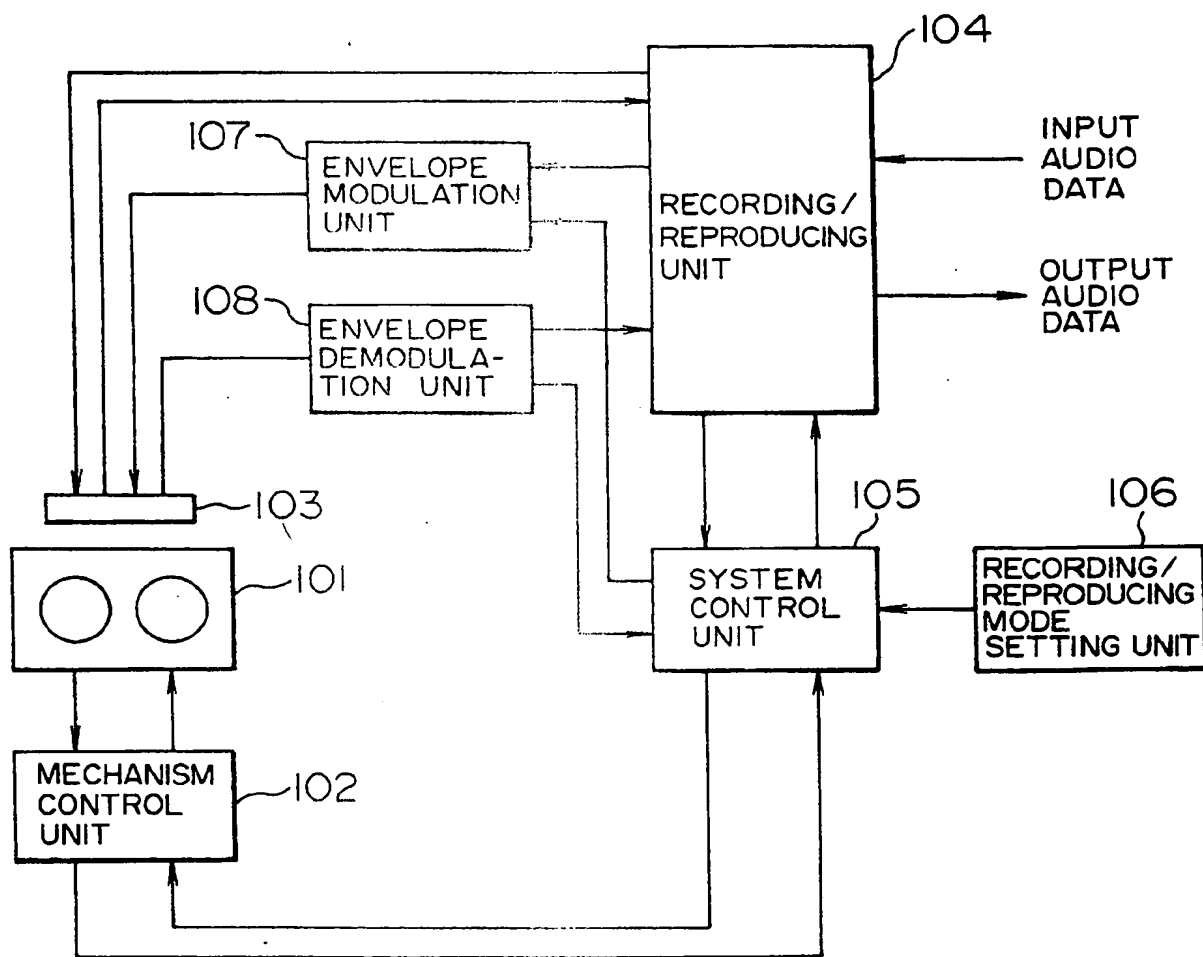 104
INPUT
AUDIO
DATA
107
ENVELOPE
MODULATION
UNIT
RECORDING/
REPRODUCING
UNIT
OUTPUT
AUDIO
DATA
108
ENVELOPE
DEMODULA-
TION UNIT
103
105
106
101
SYSTEM
CONTROL
UNIT
RECORDING/
REPRODUCING
MODE
SETTING UNIT
MECHANISM
CONTROL
UNIT
102